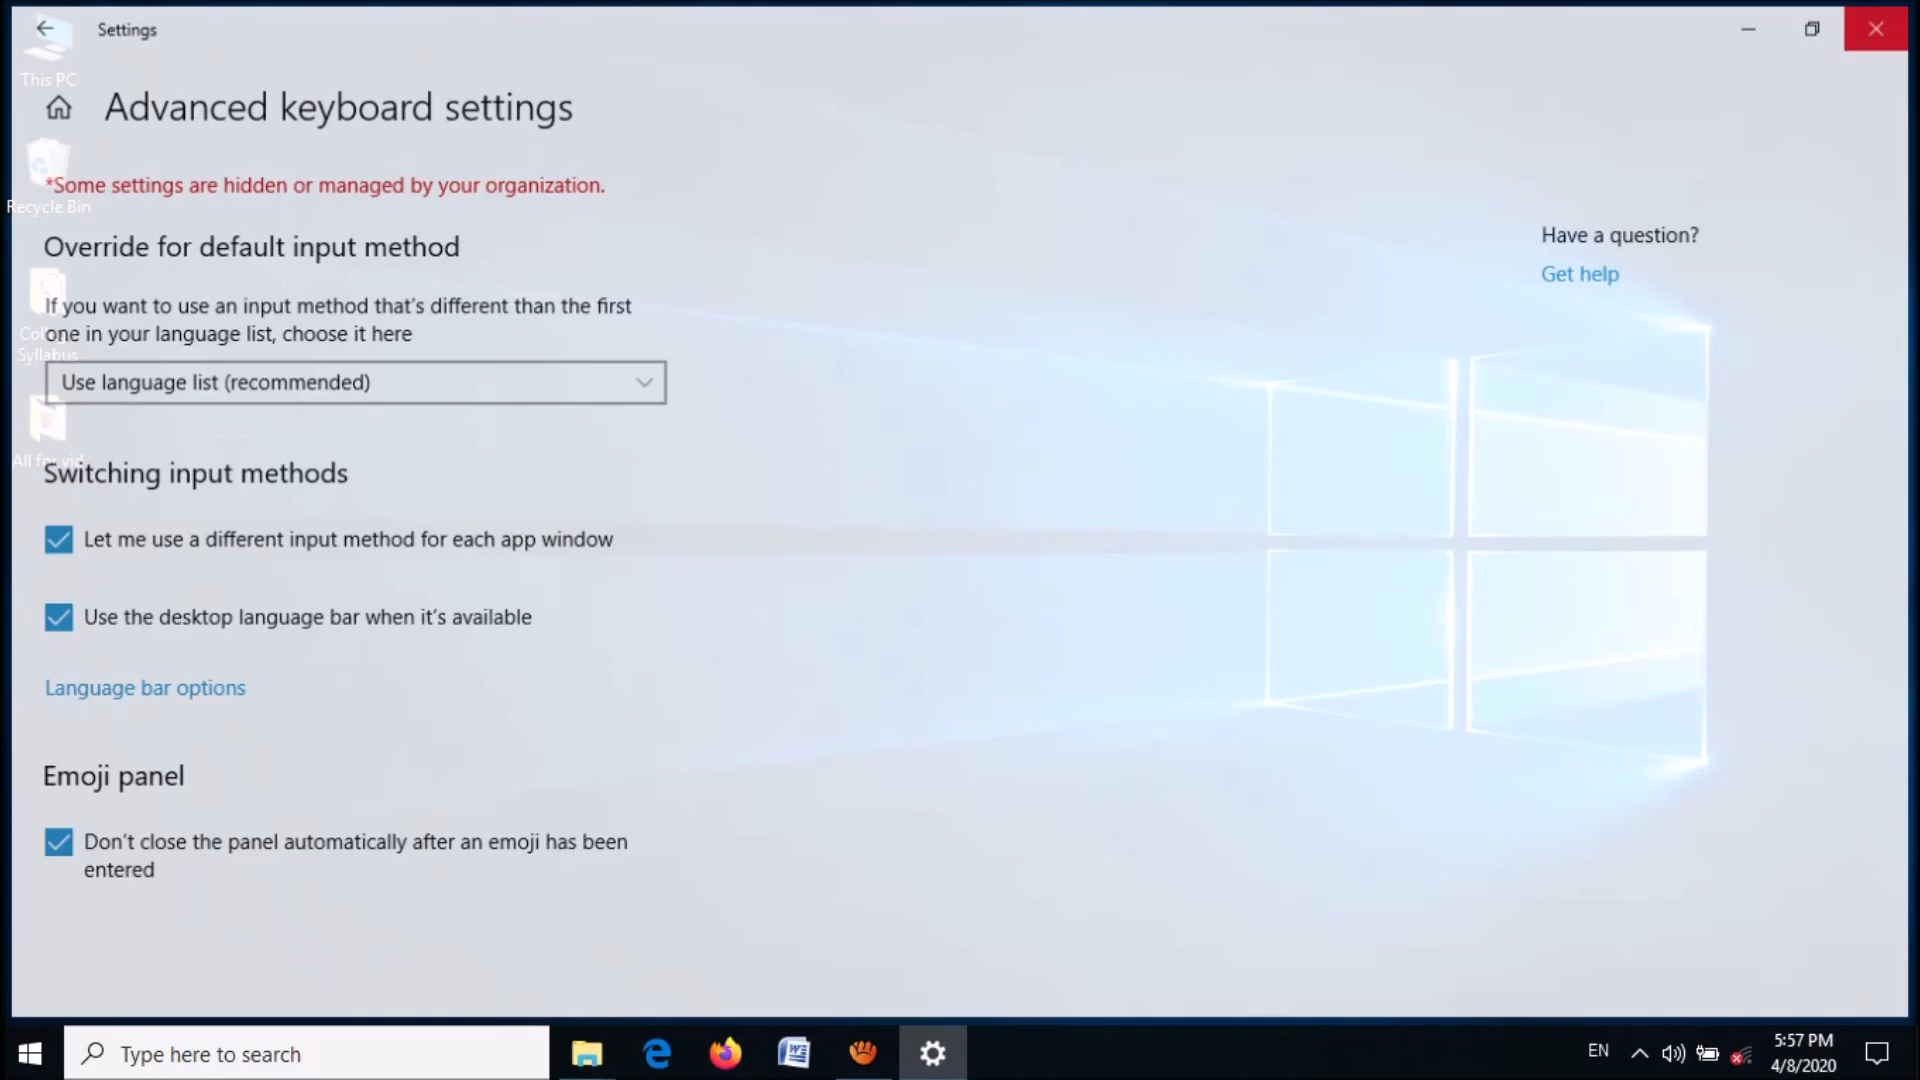 Settings
This PC
Advanced keyboard settings
*Some settings are hidden or managed by your organization.
Recycle Bin
Override for default input method
Have a question?
Get help
If you want to use an input method that's different than the first
one in your language list, choose it here
Syllabus
Use language list (recommended)
All for vid
Switching input methods
Let me use a different input method for each app window
Use the desktop language bar when it's available
Language bar options
Emoji panel
Don't close the panel automatically after an emoji has been
entered
Type here to search
EN
5:57 PM
4/8/2020